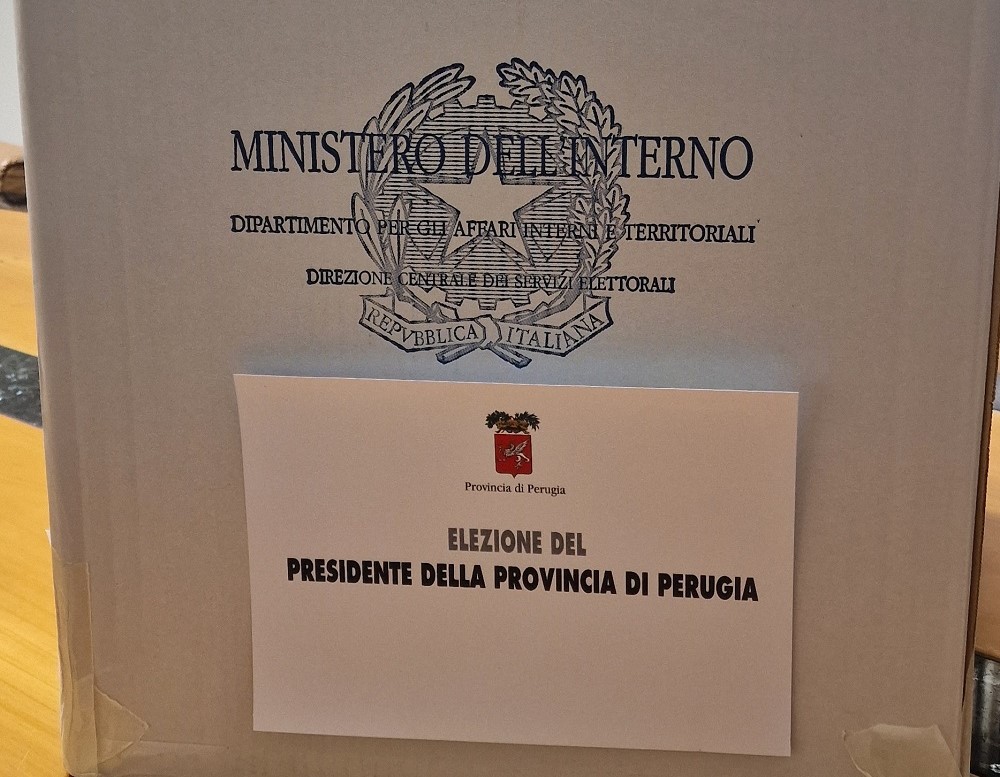 MINISTERO DELL'INTERNO
DIPARTIMENTO PER GLI AFFARI INTERNI E TERRITORIALI
DIREZIONE CENTRALE DEI SERVIZI ELETTORALI
REPVBBLICA ITALIANA
Provincia di Perugia
ELEZIONE DEL
PRESIDENTE DELLA PROVINCIA DI PERUGIA